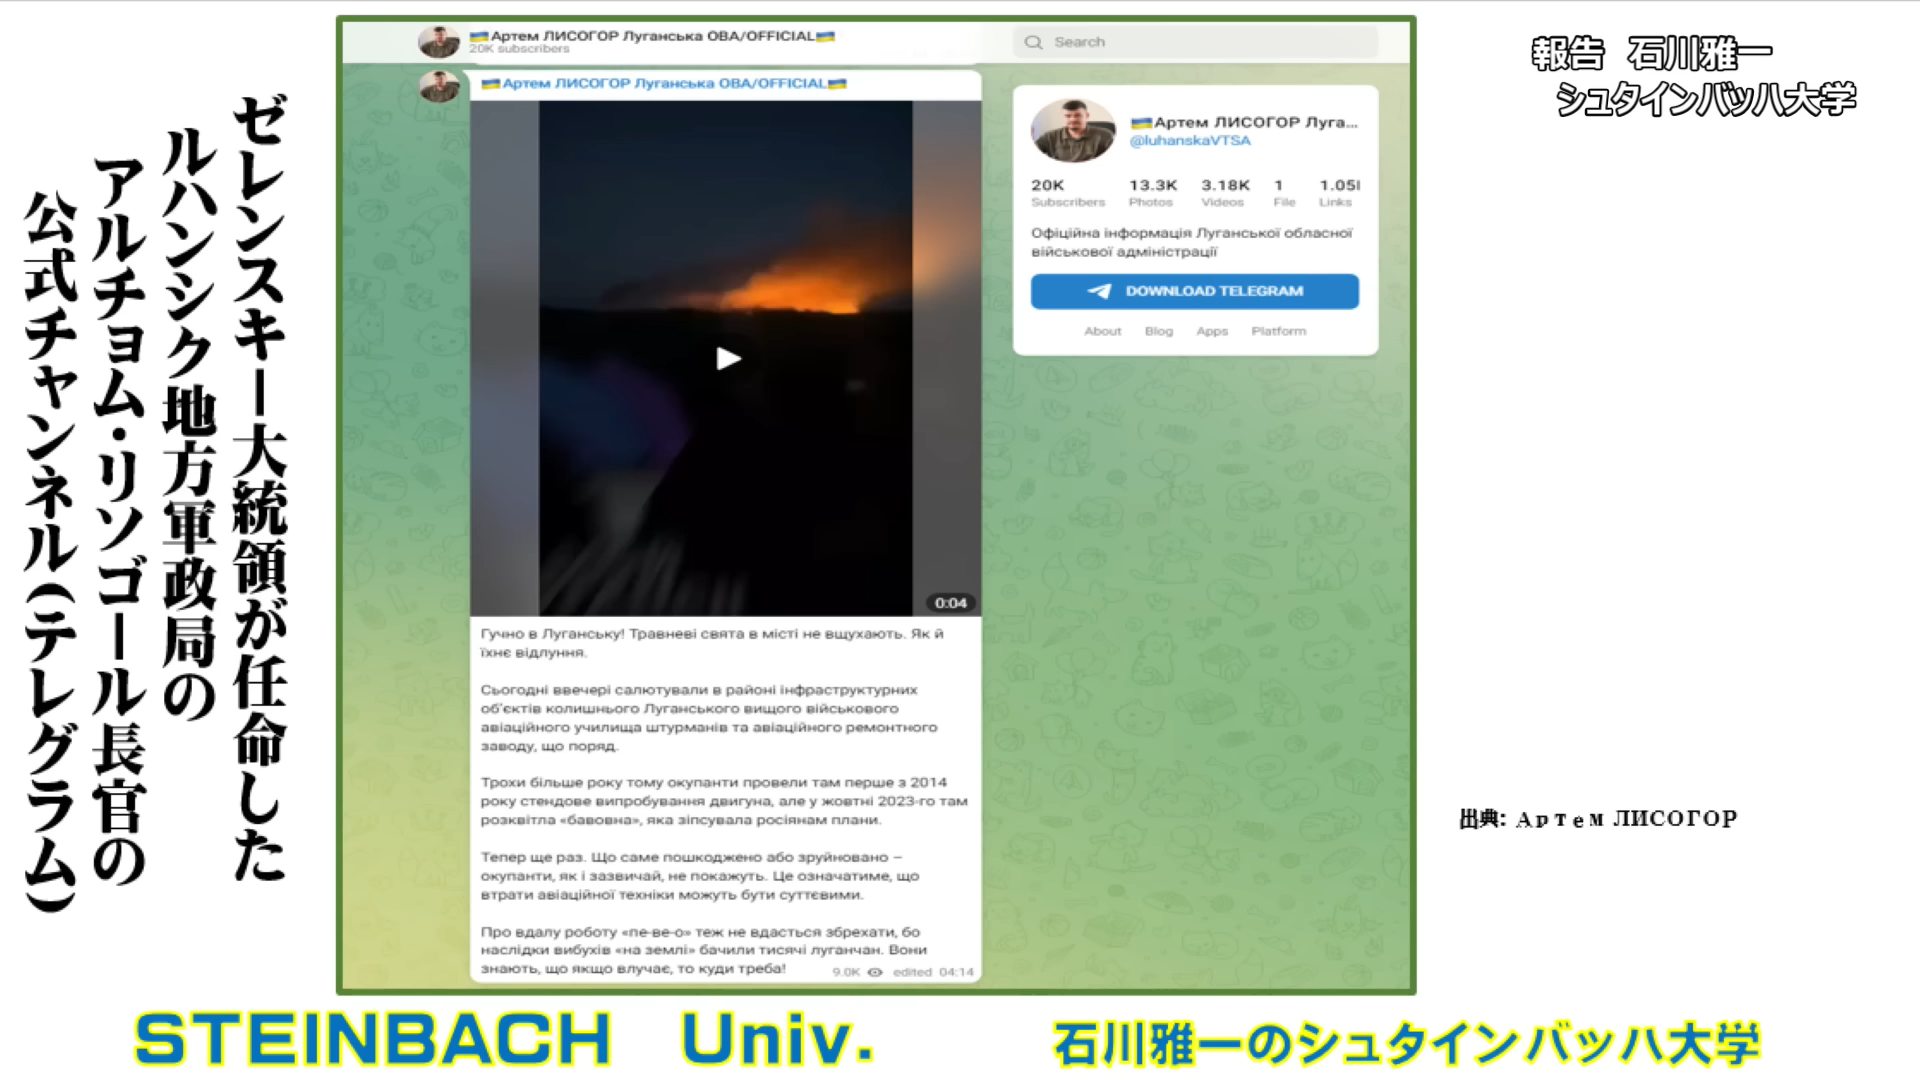 報告 石川雅一
シュタインバッハ大学
ゼレンスキー大統領が任命した
ルハンシク地方軍政局の
アルチョム・リソゴール長官の
公式チャンネル(テレグラム)
🇺🇦Артем ЛИСОГОР Луганська ОВА/OFFICIAL🇺🇦
20K subscribers
Search
🇺🇦Артем ЛИСОГОР Луганська ОВА/OFFICIAL🇺🇦
0:04
Гучно в Луганську! Травневі свята в місті не вщухають. Як й
їхнє відлуння.
Сьогодні ввечері салютували в районі інфраструктурних
об'єктів колишнього Луганського вищого військового
авіаційного училища штурманів та авіаційного ремонтного
заводу, що поряд.
Трохи більше року тому окупанти провели там перше з 2014
року стендове випробування двигуна, але у жовтні 2023-го там
розквітла «бавовна», яка зіпсувала росіянам плани.
Тепер ще раз. Що саме пошкоджено або зруйновано –
окупанти, як і зазвичай, не покажуть. Це означатиме, що
втрати авіаційної техніки можуть бути суттєвими.
Про вдалу роботу «пе-ве-о» теж не вдасться збрехати, бо
наслідки вибухів «на землі» бачили тисячі луганчан. Вони
знають, що якщо влучає, то куди треба!
9.0K edited 04:14
🇺🇦Артем ЛИСОГОР Луга...
@luhanskaVTSA
20K 13.3K 3.18K 1 1.05
Subscribers Photos Videos File Links
Офіційна інформація Луганської обласної
військової адміністрації
DOWNLOAD TELEGRAM
About Blog Apps Platform
出典: Артем ЛИСОГОР
STEINBACH Univ.
石川雅一のシュタインバッハ大学